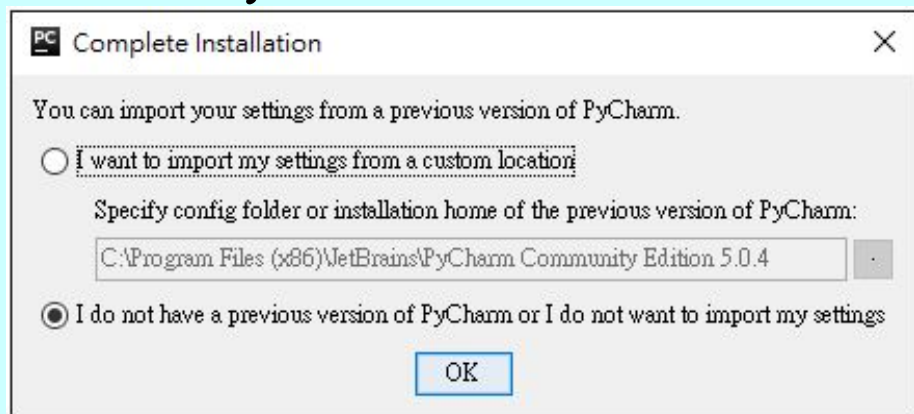 PC Complete Installation
You can import your settings from a previous version of PyCharm.
I want to import my settings from a custom location
Specify config folder or installation home of the previous version of PyCharm:
C:\Program Files (x86)\JetBrains\PyCharm Community Edition 5.0.4
I do not have a previous version of PyCharm or I do not want to import my settings
OK